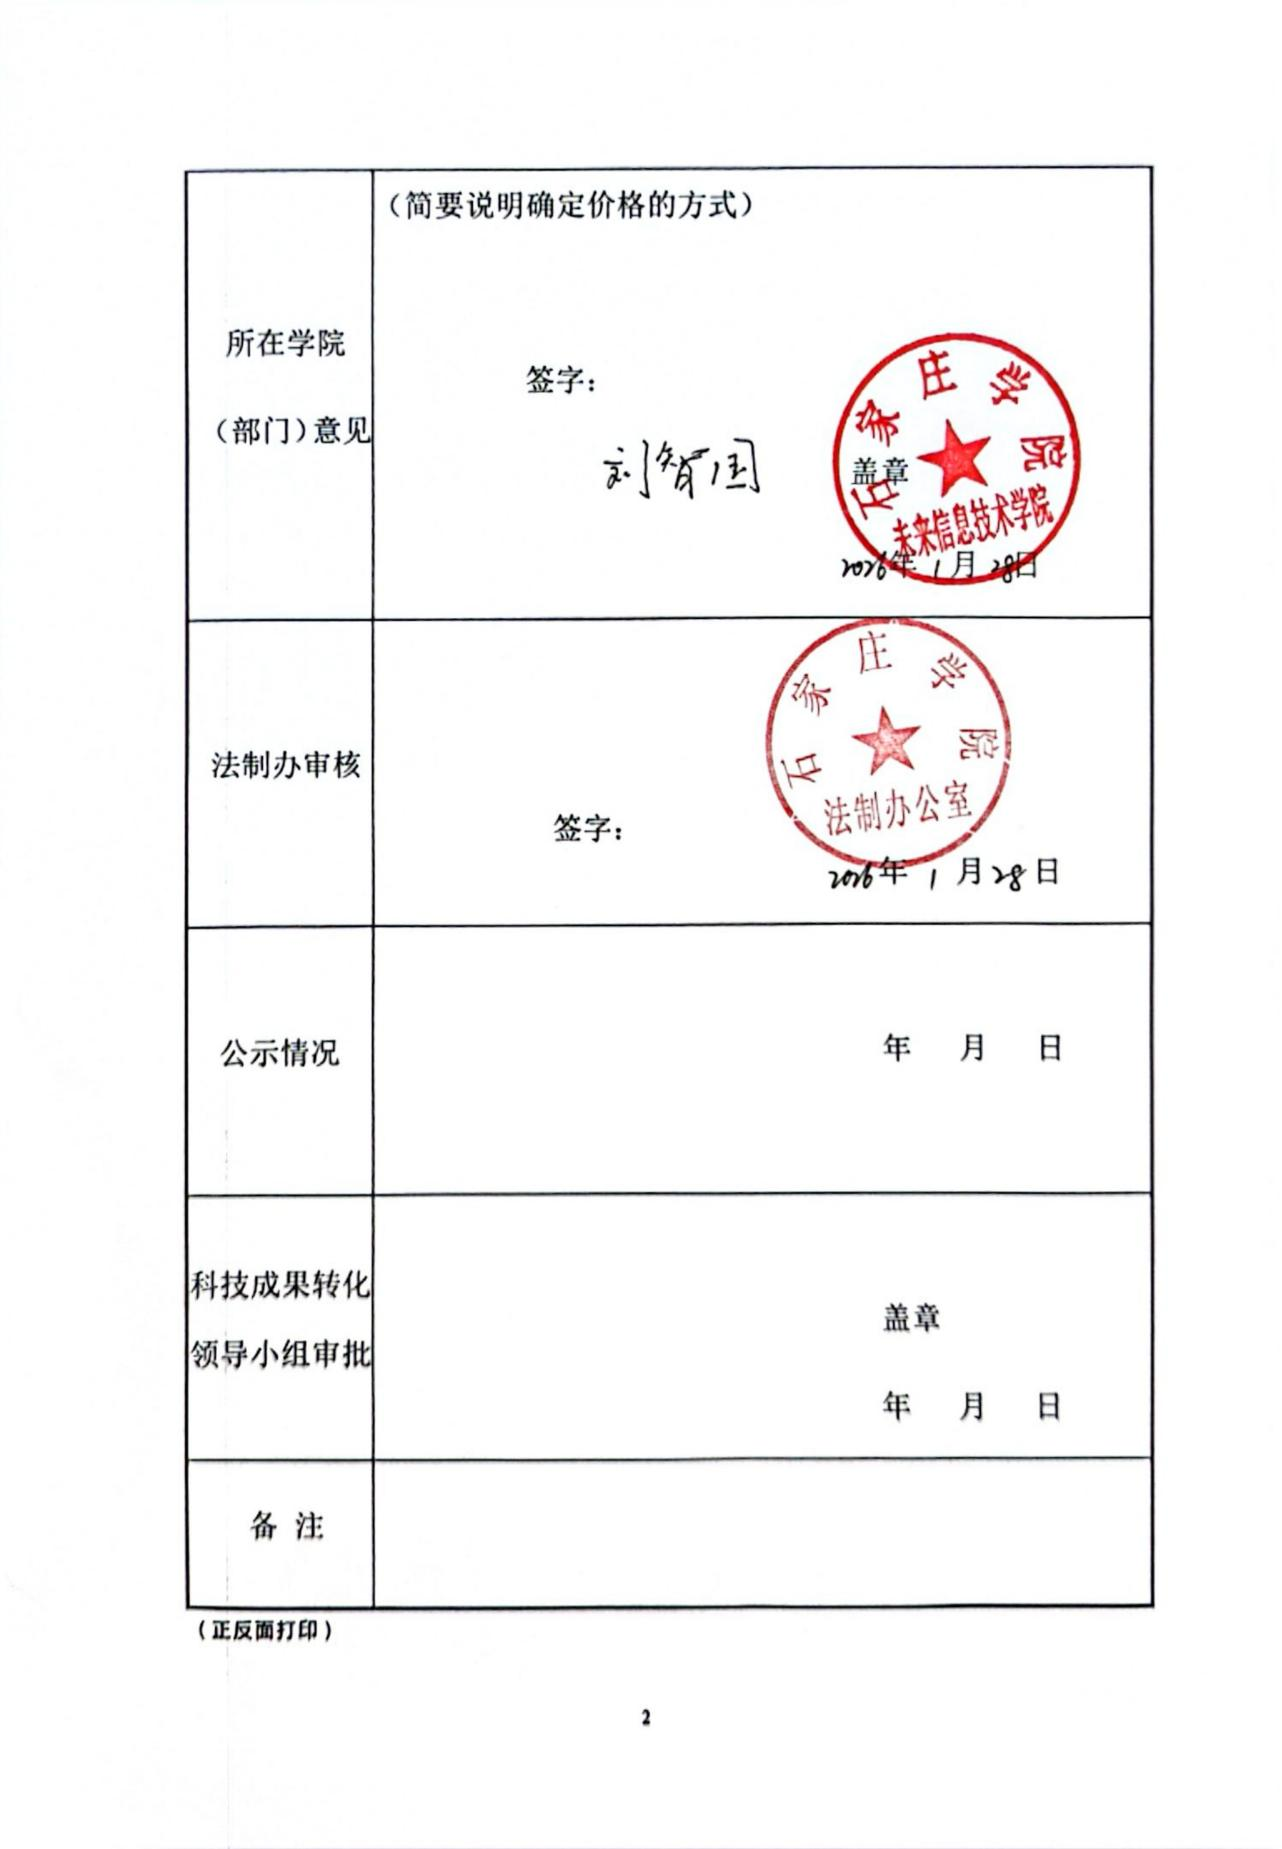 (简要说明确定价格的方式)
所在学院
(部门)意见
签字:
刘智国
石家庄学院
未来信息技术学院
盖章
2026年1月28日
法制办审核
石家庄学院
法制办公室
签字:
2026年1月28日
公示情况
年 月 日
科技成果转化
领导小组审批
盖章
年 月 日
备 注
(正反面打印)
2